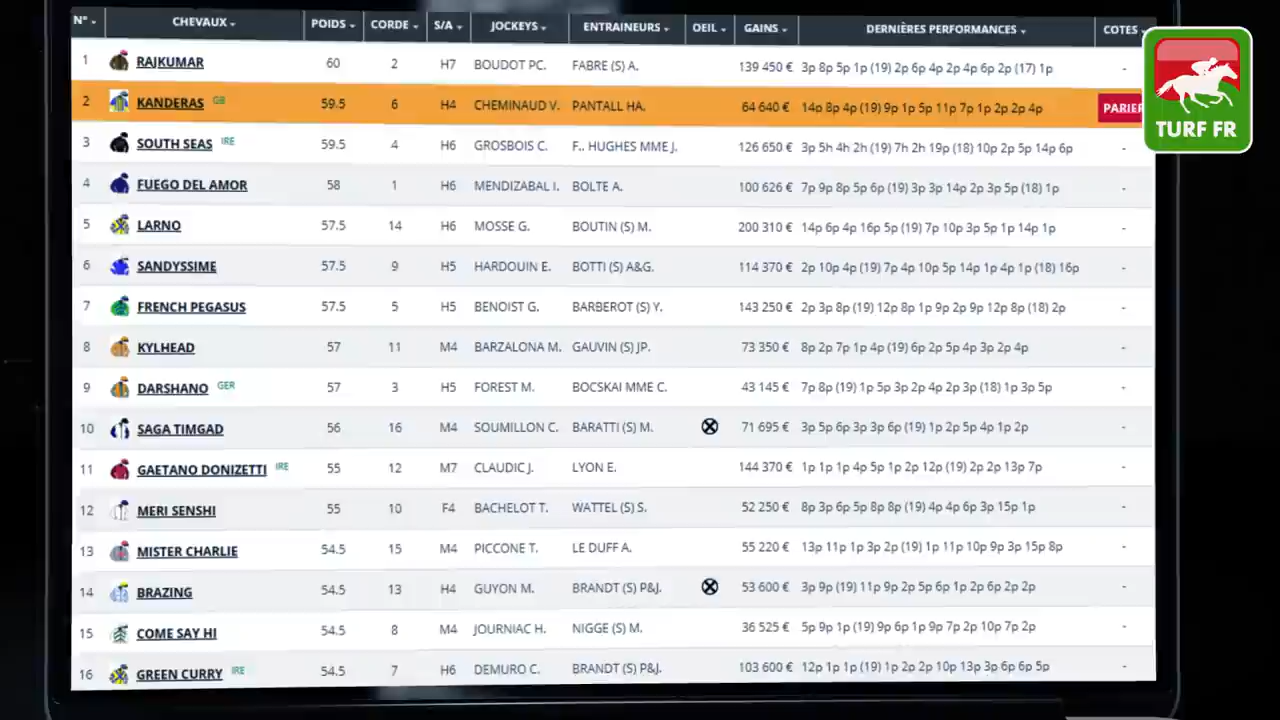 N° CHEVAUX POIDS CORDE S/A JOCKEYS ENTRAINEURS OEIL GAINS DERNIÈRES PERFORMANCES COTES
1 RAJKUMAR 60 2 H7 BOUDOT PC. FABRE (S) A. 139 450 € 3p 8p 5p 1p (19) 2p 6p 4p 2p 4p 6p 2p (17) 1p -
2 KANDERAS GB 59.5 6 H4 CHEMINAUD V. PANTALL HA. 64 640 € 14p 8p 4p (19) 9p 1p 5p 11p 7p 1p 2p 2p 4p PARIER
3 SOUTH SEAS IRE 59.5 4 H6 GROSBOIS C. F.. HUGHES MME J. 126 650 € 3p 5h 4h 2h (19) 7h 2h 19p (18) 10p 2p 5p 14p 6p -
4 FUEGO DEL AMOR 58 1 H6 MENDIZABAL I. BOLTE A. 100 626 € 7p 9p 8p 5p 6p (19) 3p 3p 14p 2p 3p 5p (18) 1p -
5 LARNO 57.5 14 H6 MOSSE G. BOUTIN (S) M. 200 310 € 14p 6p 4p 16p 5p (19) 7p 10p 3p 5p 1p 14p 1p -
6 SANDYSSIME 57.5 9 H5 HARDOUIN E. BOTTI (S) A&G. 114 370 € 2p 10p 4p (19) 7p 4p 10p 5p 14p 1p 4p 1p (18) 16p -
7 FRENCH PEGASUS 57.5 5 H5 BENOIST G. BARBEROT (S) Y. 143 250 € 2p 3p 8p (19) 12p 8p 1p 9p 2p 9p 12p 8p (18) 2p -
8 KYLHEAD 57 11 M4 BARZALONA M. GAUVIN (S) JP. 73 350 € 8p 2p 7p 1p 4p (19) 6p 2p 5p 4p 3p 2p 4p -
9 DARSHANO GER 57 3 H5 FOREST M. BOCSKAI MME C. 43 145 € 7p 8p (19) 1p 5p 3p 2p 4p 2p 3p (18) 1p 3p 5p -
10 SAGA TIMGAD 56 16 M4 SOUMILLON C. BARATTI (S) M. 71 695 € 3p 5p 6p 3p 3p 6p (19) 1p 2p 5p 4p 1p 2p -
11 GAETANO DONIZETTI IRE 55 12 M7 CLAUDIC J. LYON E. 144 370 € 1p 1p 1p 4p 5p 1p 2p 12p (19) 2p 2p 13p 7p -
12 MERI SENSHI 55 10 F4 BACHELOT T. WATTEL (S) S. 52 250 € 8p 3p 6p 5p 8p 8p (19) 4p 4p 6p 3p 15p 1p -
13 MISTER CHARLIE 54.5 15 M4 PICCONE T. LE DUFF A. 55 220 € 13p 11p 1p 3p 2p (19) 1p 11p 10p 9p 3p 15p 8p -
14 BRAZING 54.5 13 H4 GUYON M. BRANDT (S) P&J. 53 600 € 3p 9p (19) 11p 9p 2p 5p 6p 1p 2p 6p 2p 2p -
15 COME SAY HI 54.5 8 M4 JOURNIAC H. NIGGE (S) M. 36 525 € 5p 9p 1p (19) 9p 6p 1p 9p 7p 2p 10p 7p 2p -
16 GREEN CURRY IRE 54.5 7 H6 DEMURO C. BRANDT (S) P&J. 103 600 € 12p 1p 1p (19) 1p 2p 2p 10p 13p 3p 6p 6p 5p -
TURF FR